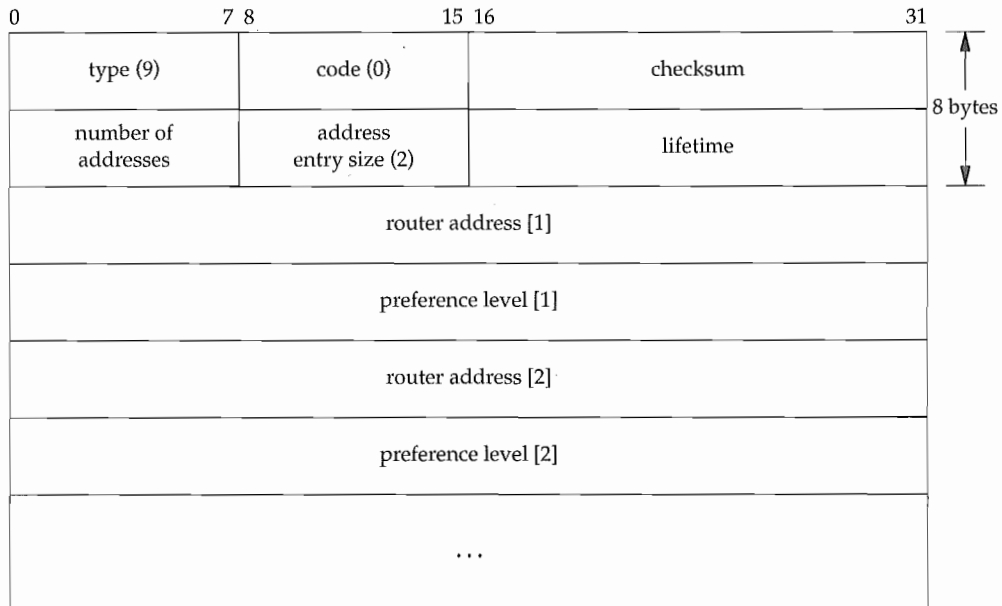 0 7 8 15 16 31
type (9) code (0) checksum
8 bytes
number of addresses
address entry size (2)
lifetime
router address [1]
preference level [1]
router address [2]
preference level [2]
...